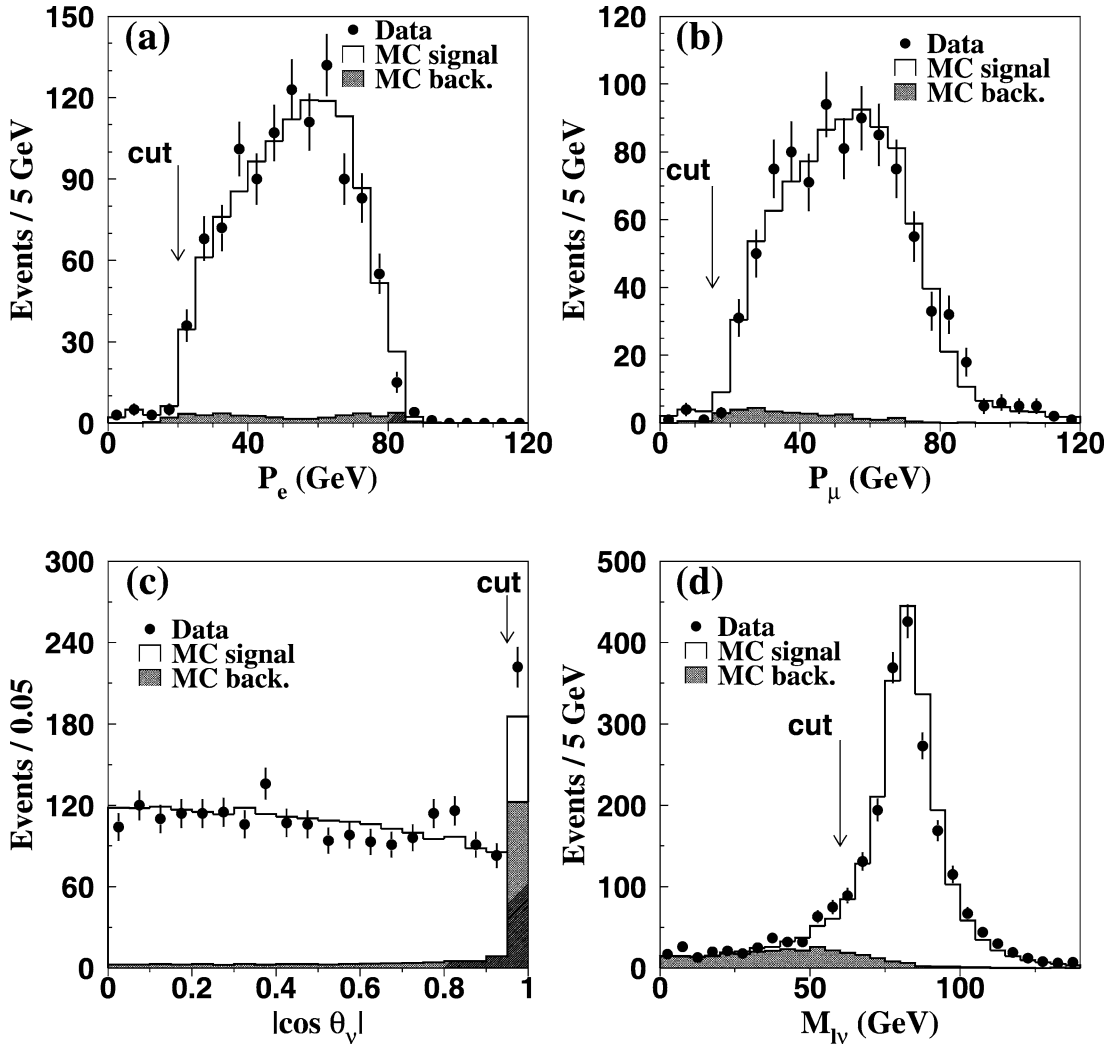 (a)
Data
MC signal
MC back.
cut
150
120
90
60
30
0
0 40 80 120
Events / 5 GeV
P_e (GeV)
(b)
Data
MC signal
MC back.
cut
120
100
80
60
40
20
0
0 40 80 120
Events / 5 GeV
P_μ (GeV)
(c)
cut
Data
MC signal
MC back.
300
240
180
120
60
0
0 0.2 0.4 0.6 0.8 1
Events / 0.05
|cos θ_ν|
(d)
Data
MC signal
MC back.
cut
500
400
300
200
100
0
0 50 100
Events / 5 GeV
M_lν (GeV)